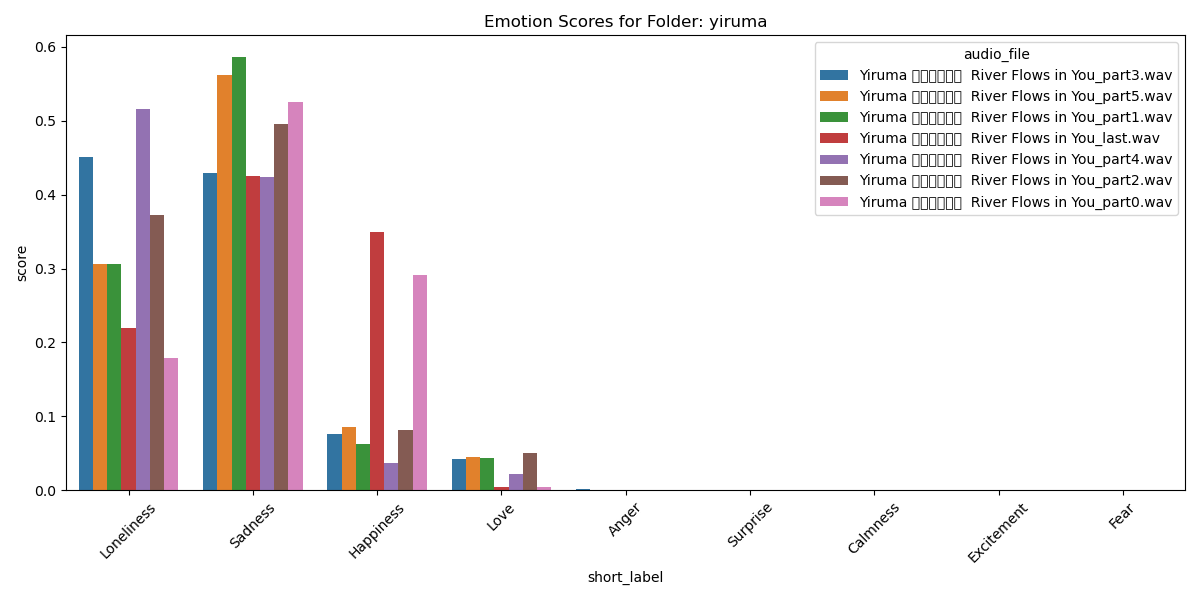 Emotion Scores for Folder: yiruma
audio_file
Yiruma River Flows in You_part3.wav
Yiruma River Flows in You_part5.wav
Yiruma River Flows in You_part1.wav
Yiruma River Flows in You_last.wav
Yiruma River Flows in You_part4.wav
Yiruma River Flows in You_part2.wav
Yiruma River Flows in You_part0.wav
score
0.6
0.5
0.4
0.3
0.2
0.1
0.0
Loneliness
Sadness
Happiness
Love
Anger
Surprise
Calmness
Excitement
Fear
short_label